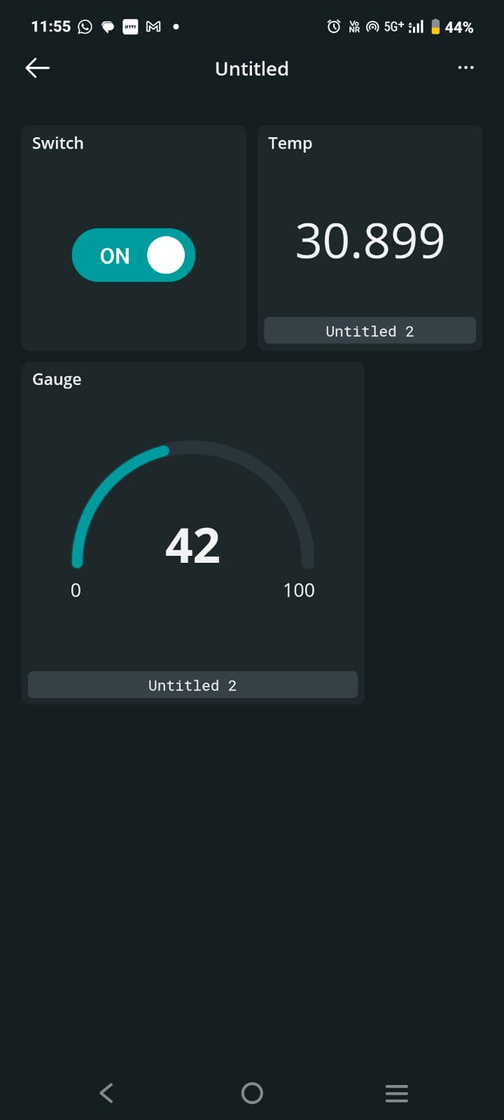 11:55 5G+ 44%
Untitled
Switch
ON
Temp
30.899
Untitled 2
Gauge
42
0 100
Untitled 2